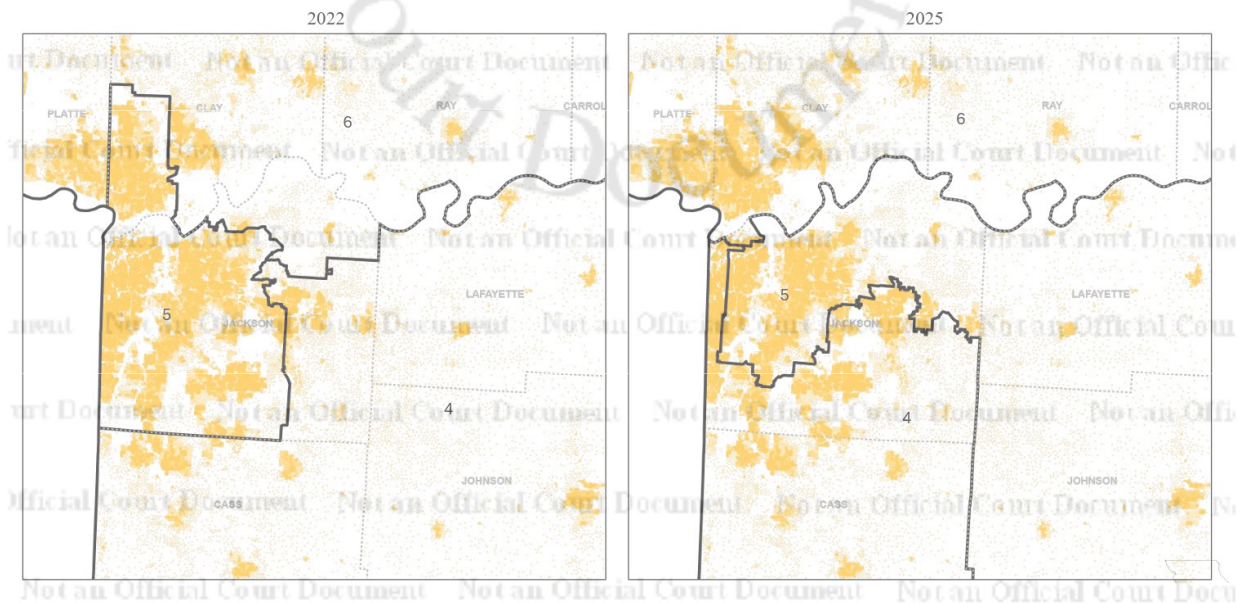 2022
2025
PLATTE
CLAY
6
RAY
CARROL
5
JACKSON
LAFAYETTE
4
CASS
JOHNSON
PLATTE
CLAY
6
RAY
CARROL
5
JACKSON
LAFAYETTE
4
CASS
JOHNSON
Not an Official Court Document